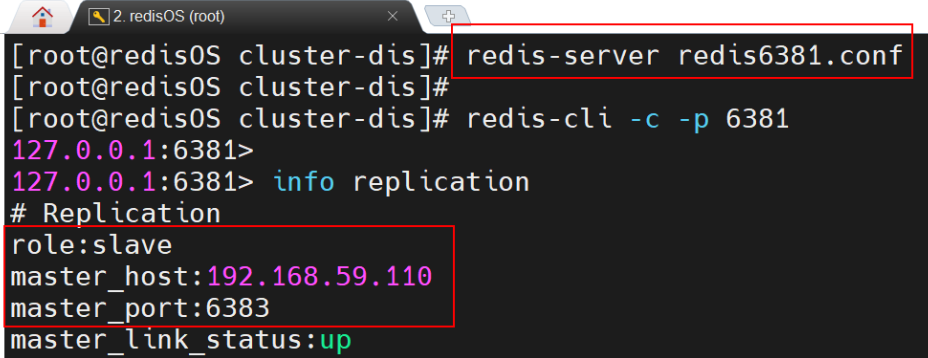 2. redisOS (root)
[root@redisOS cluster-dis]# redis-server redis6381.conf
[root@redisOS cluster-dis]#
[root@redisOS cluster-dis]# redis-cli -c -p 6381
127.0.0.1:6381>
127.0.0.1:6381> info replication
# Replication
role:slave
master_host:192.168.59.110
master_port:6383
master_link_status:up